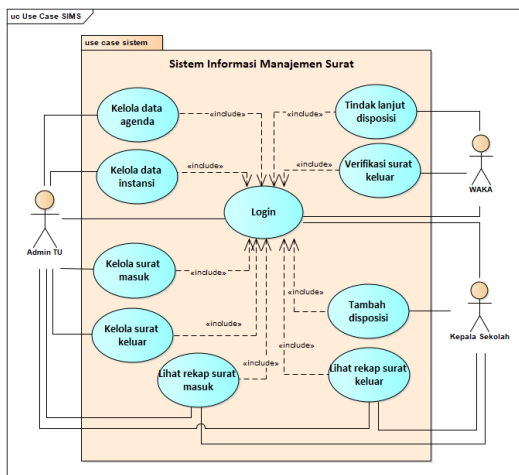 uc Use Case SIMS
use case sistem
Sistem Informasi Manajemen Surat
Kelola data
agenda
«include»
«include»
Tindak lanjut
disposisi
Kelola data
instansi
«include»
«include»
Verifikasi surat
keluar
WAKA
Login
Admin TU
Kelola surat
masuk
«include»
«include»
Tambah
disposisi
Kepala Sekolah
Kelola surat
keluar
«include»
«include»
Lihat rekap surat
masuk
«include»
Lihat rekap surat
keluar